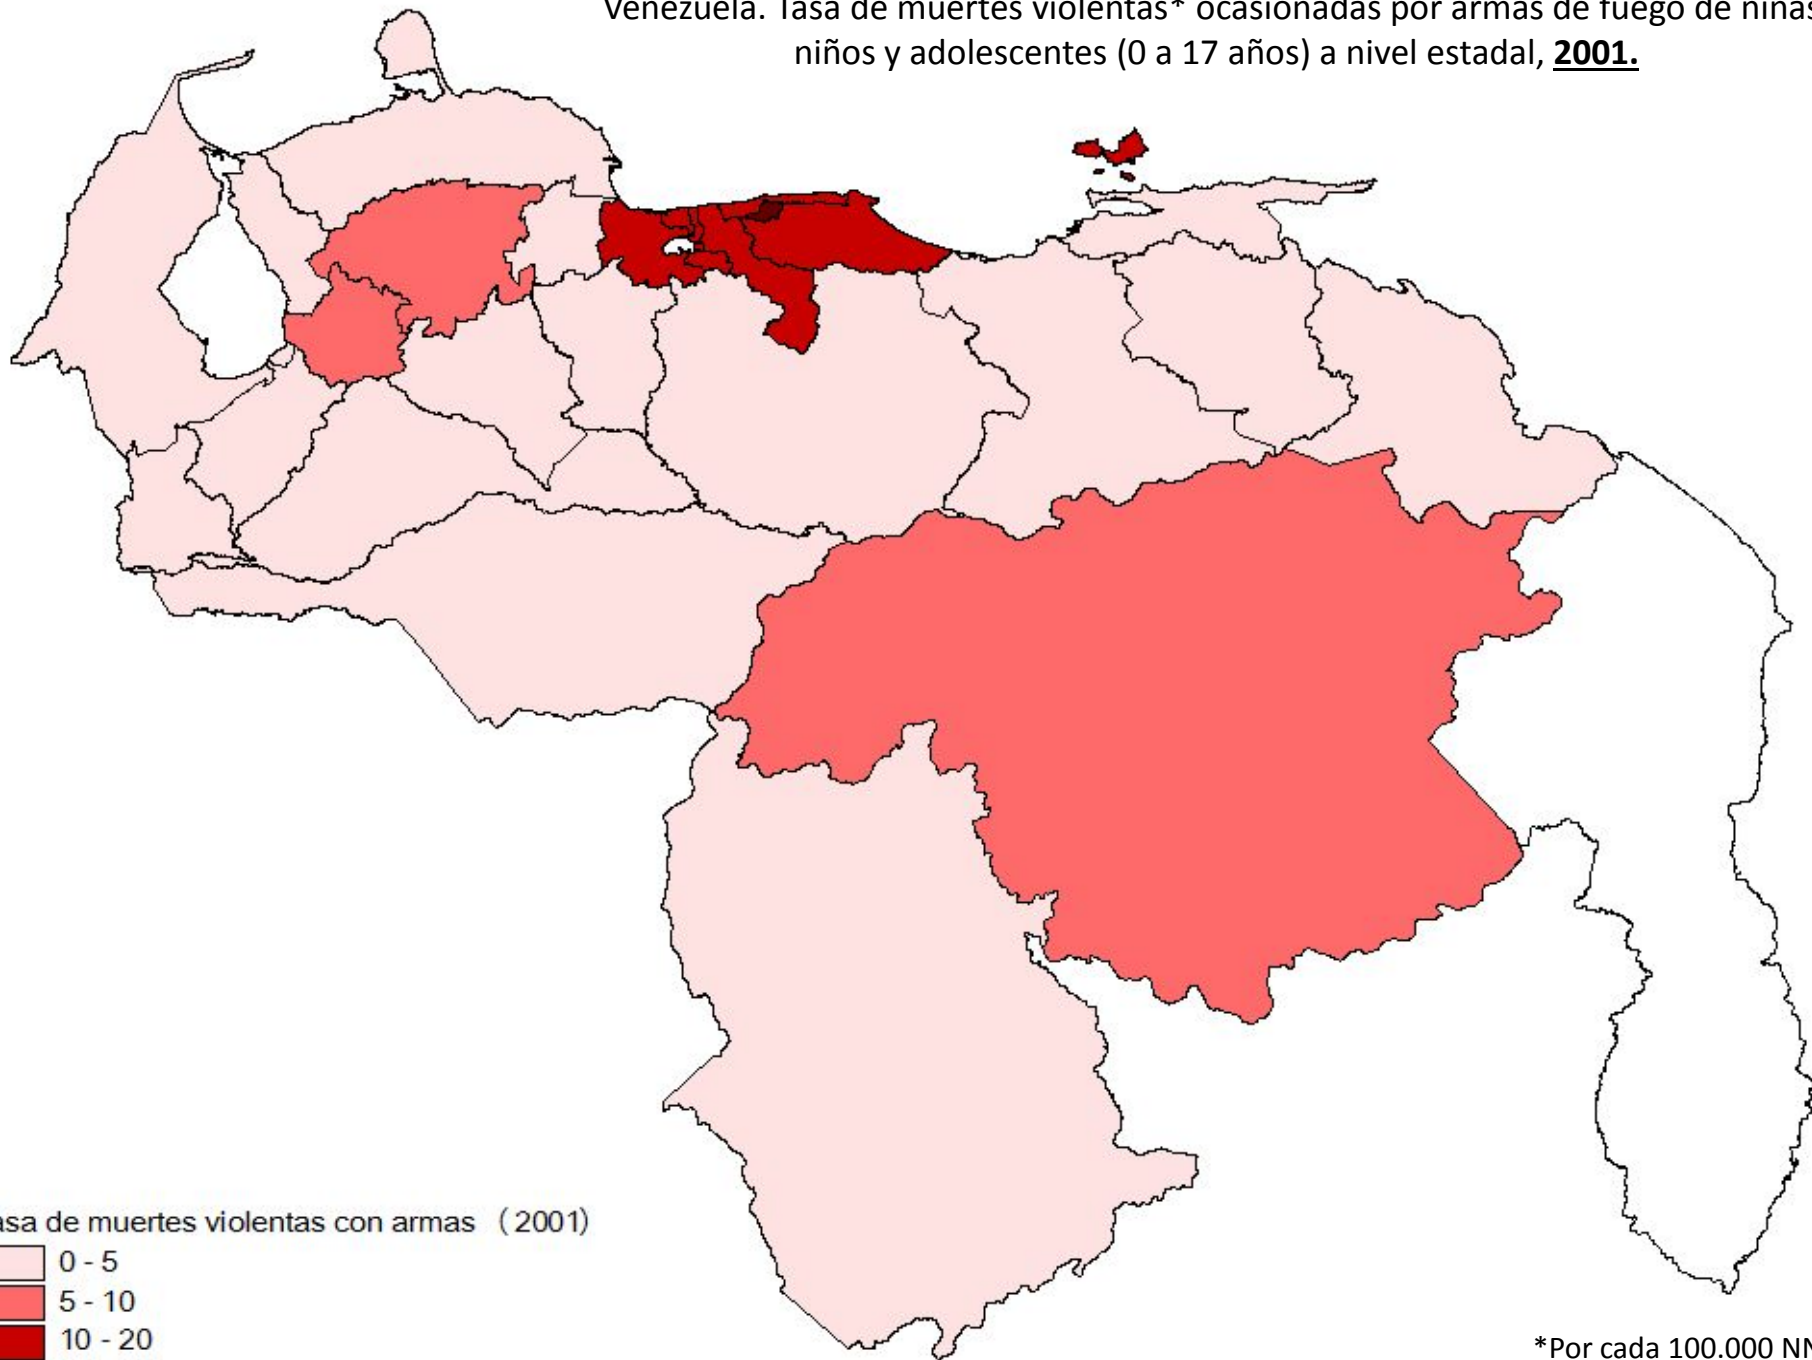 Venezuela. Tasa de muertes violentas* ocasionadas por armas de fuego de niñas
niños y adolescentes (0 a 17 años) a nivel estadal, 2001.
asa de muertes violentas con armas (2001)
0 - 5
5 - 10
10 - 20
*Por cada 100.000 NN